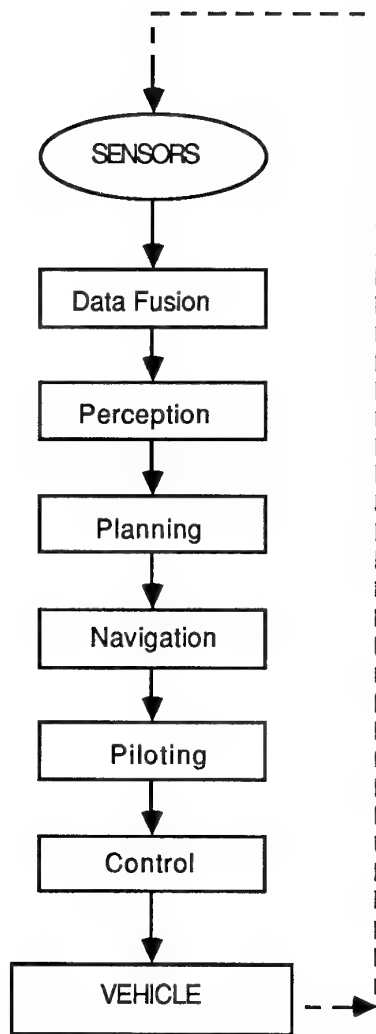 SENSORS
Data Fusion
Perception
Planning
Navigation
Piloting
Control
VEHICLE